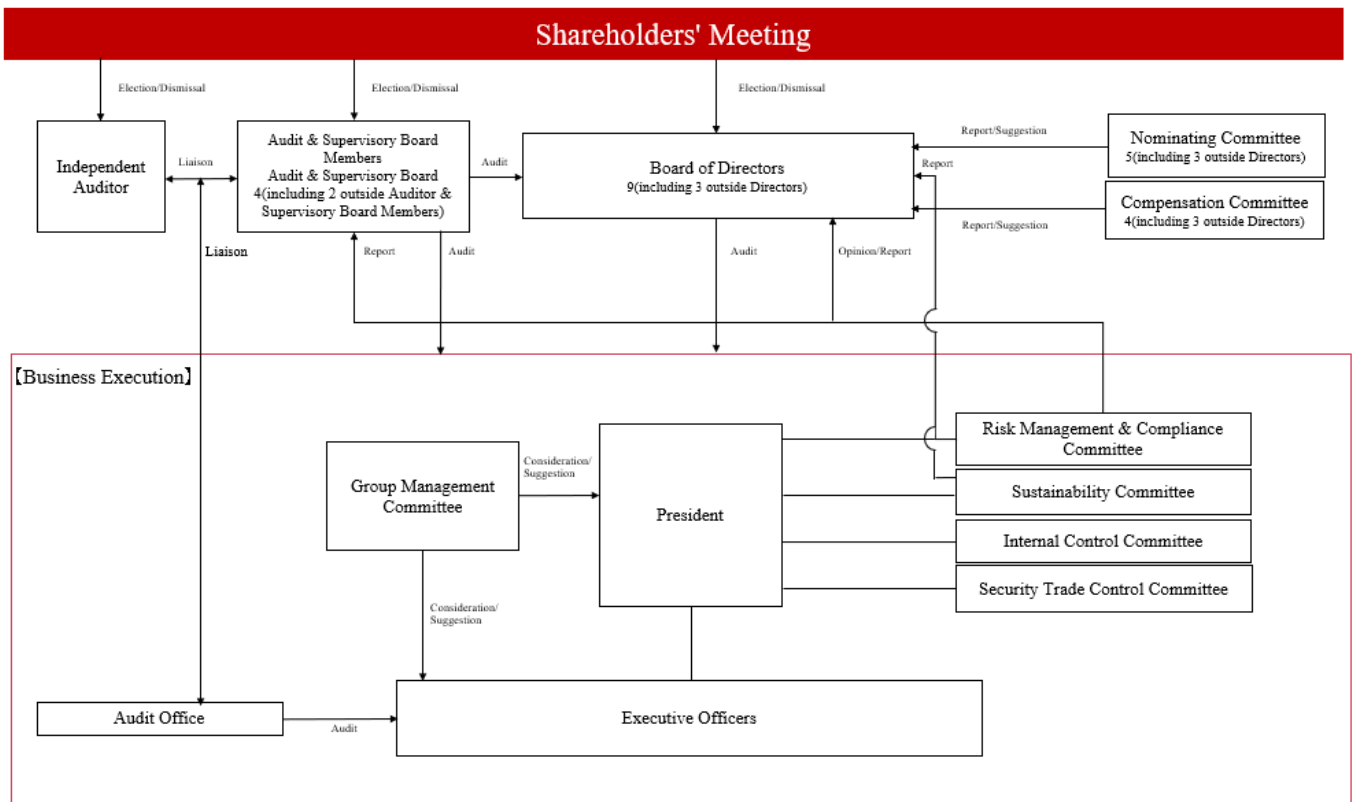 Shareholders' Meeting
Election/Dismissal
Election/Dismissal
Election/Dismissal
Independent
Auditor
Liaison
Audit & Supervisory Board
Members
Audit & Supervisory Board
4(including 2 outside Auditor &
Supervisory Board Members)
Audit
Board of Directors
9(including 3 outside Directors)
Report/Suggestion
Report
Nominating Committee
5(including 3 outside Directors)
Compensation Committee
4(including 3 outside Directors)
Report/Suggestion
Liaison
Report
Audit
Audit
Opinion/Report
【Business Execution】
Group Management
Committee
Consideration/
Suggestion
President
Risk Management & Compliance
Committee
Sustainability Committee
Internal Control Committee
Security Trade Control Committee
Consideration/
Suggestion
Audit Office
Audit
Executive Officers